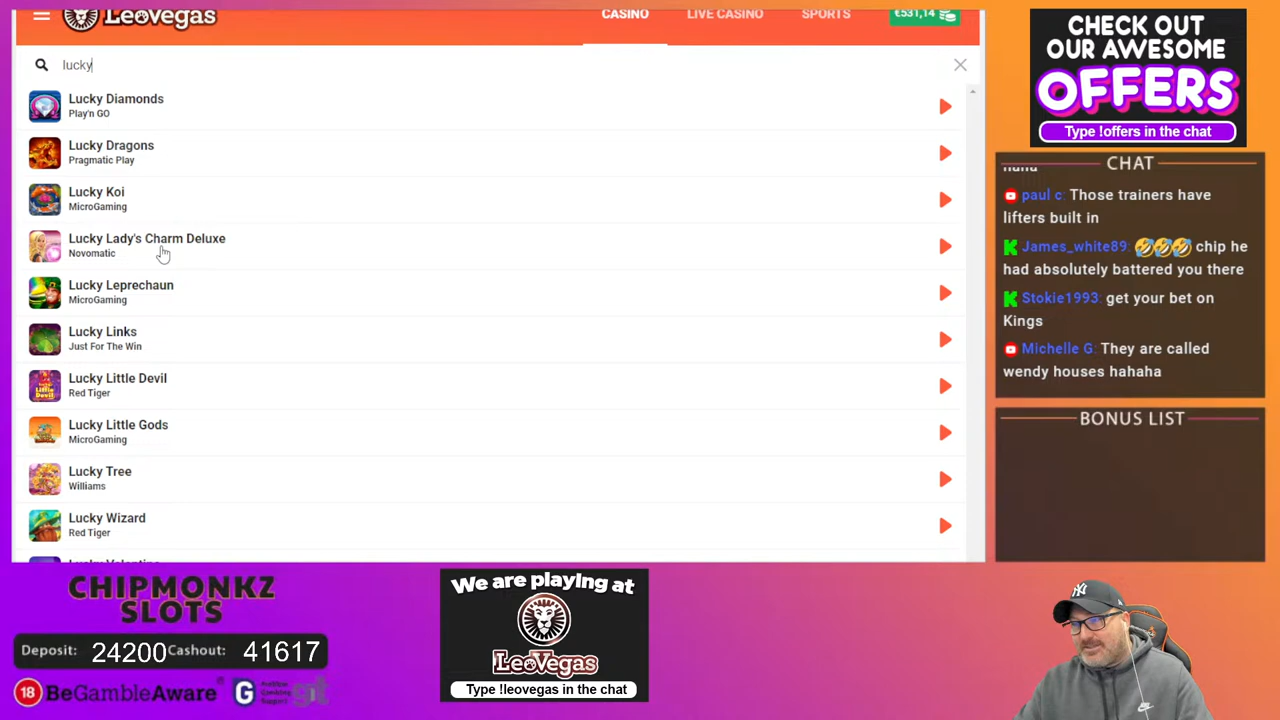 LeoVegas
CASINO
LIVE CASINO
SPORTS
€531,14
lucky
Lucky Diamonds
Play'n GO
Lucky Dragons
Pragmatic Play
Lucky Koi
MicroGaming
Lucky Lady's Charm Deluxe
Novomatic
Lucky Leprechaun
MicroGaming
Lucky Links
Just For The Win
Lucky Little Devil
Red Tiger
Lucky Little Gods
MicroGaming
Lucky Tree
Williams
Lucky Wizard
Red Tiger
CHECK OUT
OUR AWESOME
OFFERS
Type !offers in the chat
CHAT
haha
paul c: Those trainers have
lifters built in
James_white89: 🤣🤣🤣 chip he
had absolutely battered you there
Stokie1993: get your bet on
Kings
Michelle G: They are called
wendy houses hahaha
BONUS LIST
CHIPMONKZ
SLOTS
Deposit: 24200 Cashout: 41617
18 BeGambleAware
We are playing at
LeoVegas
Type !leovegas in the chat